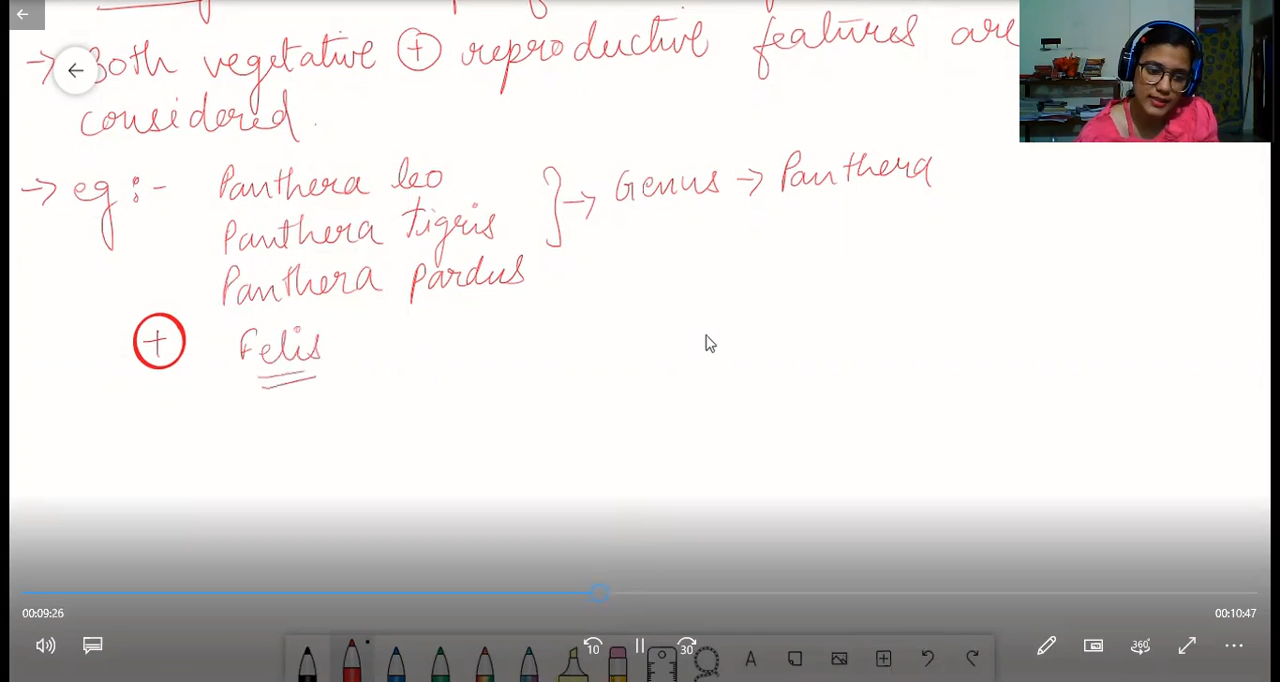 → Both vegetative + reproductive features are
considered.
→ eg :- Panthera leo
Panthera tigris
Panthera pardus
} → Genus → Panthera
+ Felis
00:09:26
00:10:47
10
30
360
A